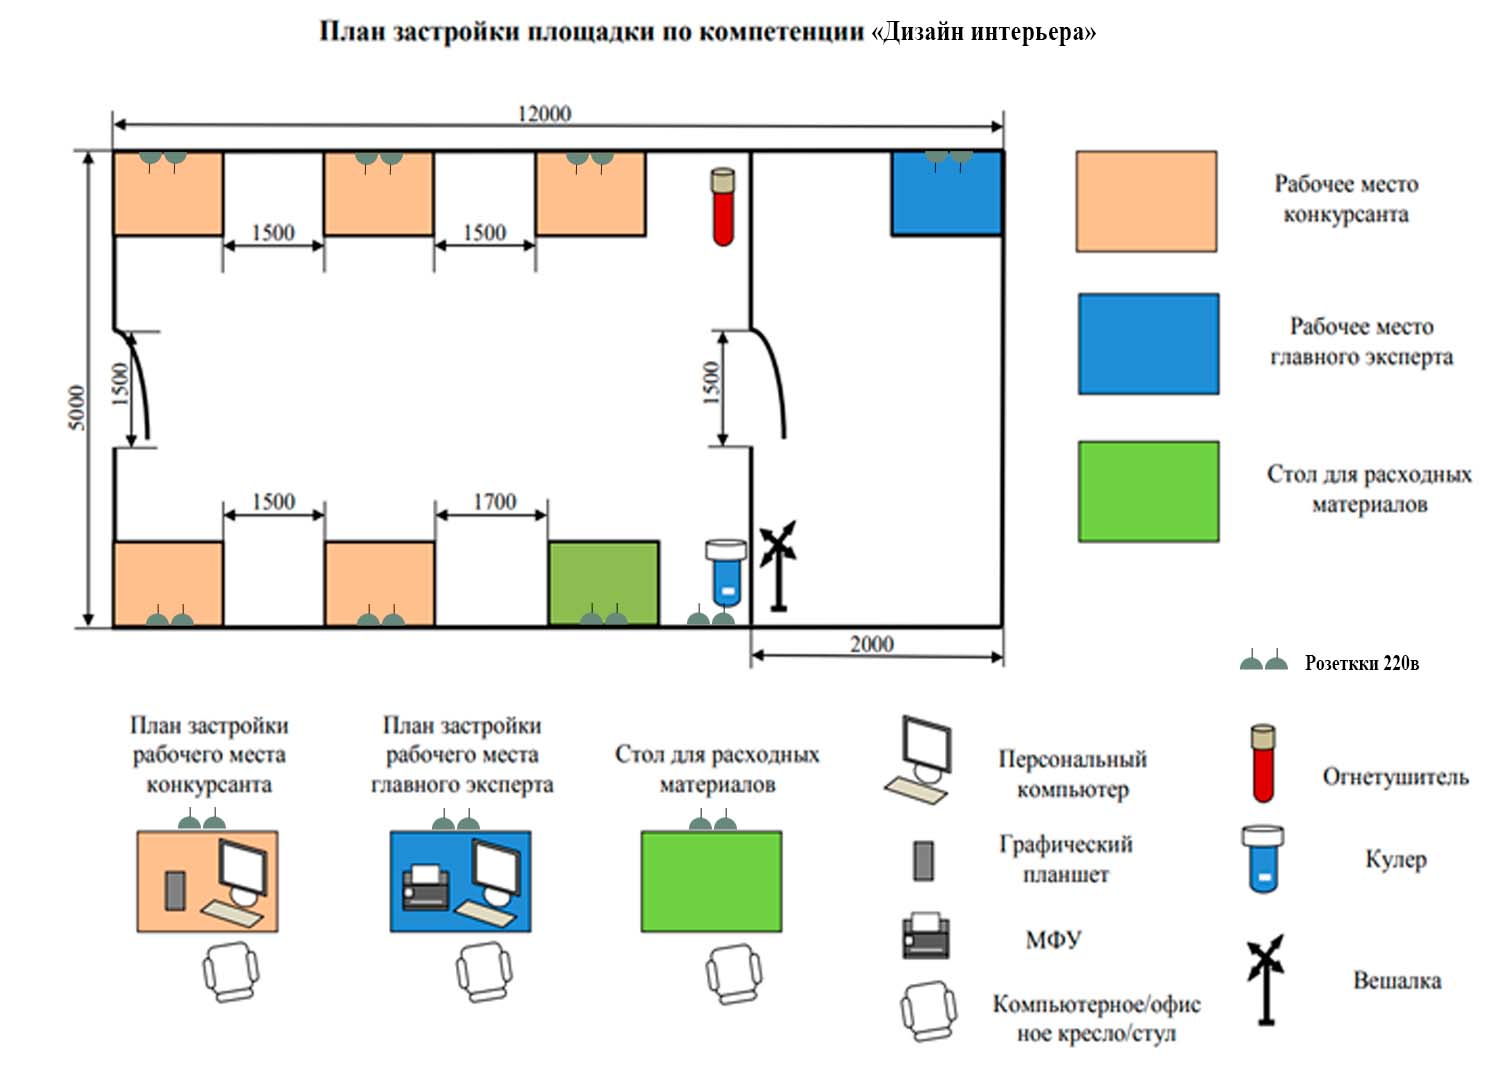 План застройки площадки по компетенции «Дизайн интерьера»
12000
1500
1500
5000
1500
1500
1500
1700
2000
Рабочее место
конкурсанта
Рабочее место
главного эксперта
Стол для расходных
материалов
Розеткки 220в
План застройки
рабочего места
конкурсанта
План застройки
рабочего места
главного эксперта
Стол для расходных
материалов
Персональный
компьютер
Графический
планшет
МФУ
Компьютерное/офис
ное кресло/стул
Огнетушитель
Кулер
Вешалка